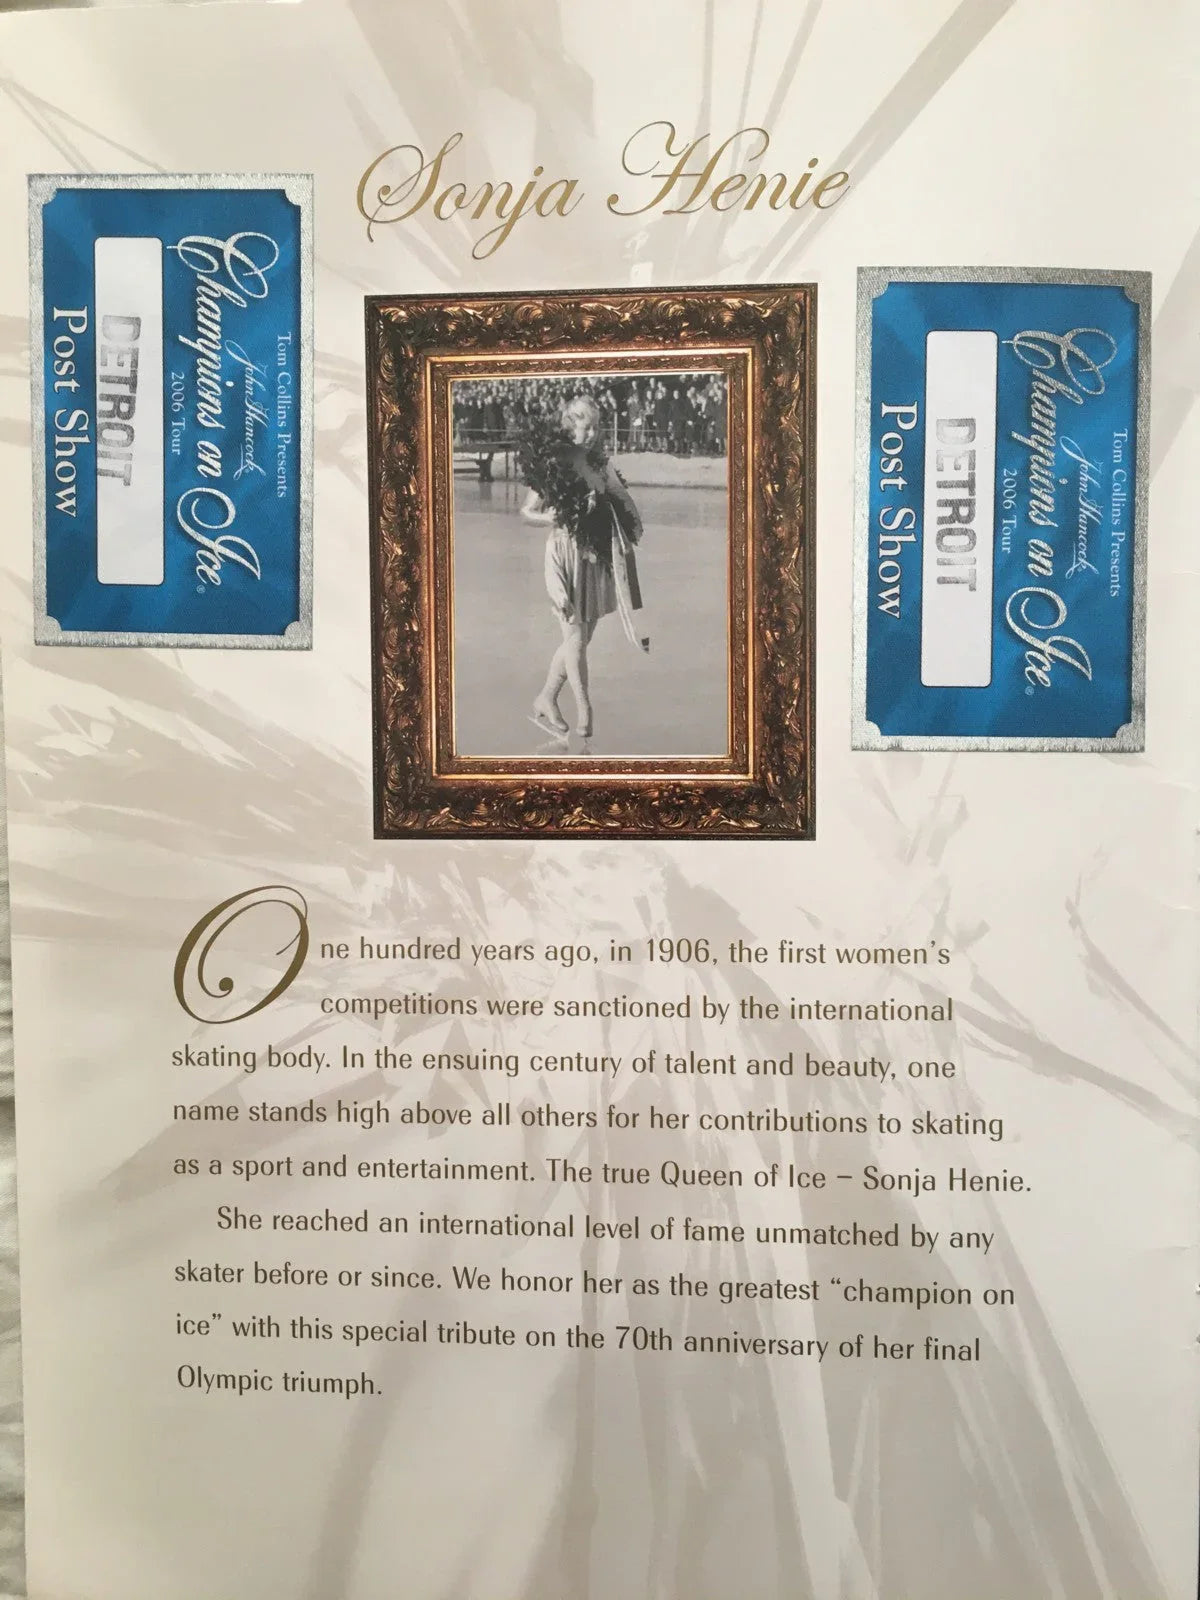 Sonja Henie
Tom Collins Presents
John Hancock
Champions on Ice®
2006 Tour
DETROIT
Post Show
Tom Collins Presents
John Hancock
Champions on Ice®
2006 Tour
DETROIT
Post Show
One hundred years ago, in 1906, the first women's
competitions were sanctioned by the international
skating body. In the ensuing century of talent and beauty, one
name stands high above all others for her contributions to skating
as a sport and entertainment. The true Queen of Ice – Sonja Henie.
She reached an international level of fame unmatched by any
skater before or since. We honor her as the greatest “champion on
ice” with this special tribute on the 70th anniversary of her final
Olympic triumph.